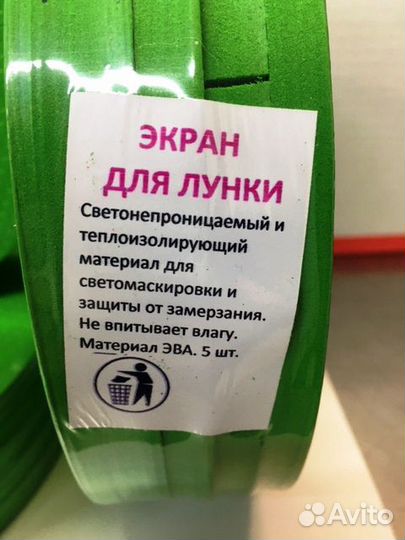 ЭКРАН
ДЛЯ ЛУНКИ
Светонепроницаемый и
теплоизолирующий
материал для
светомаскировки и
защиты от замерзания.
Не впитывает влагу.
Материал ЭВА. 5 шт.
Avito